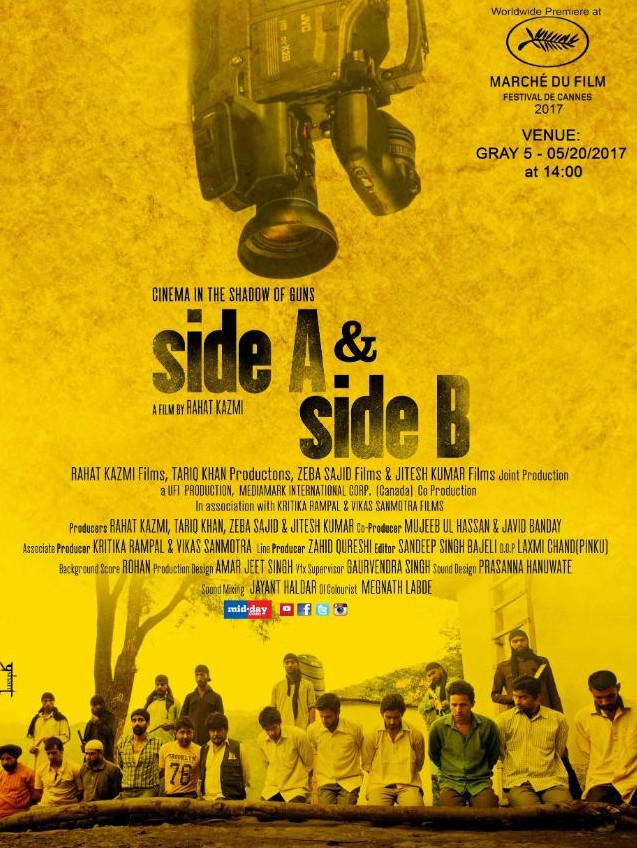 Worldwide Premiere at
MARCHÉ DU FILM
FESTIVAL DE CANNES
2017
VENUE:
GRAY 5 - 05/20/2017
at 14:00
JVC
CINEMA IN THE SHADOW OF GUNS
side A &
A FILM BY RAHAT KAZMI
side B
RAHAT KAZMI Films, TARIQ KHAN Productons, ZEBA SAJID Films & JITESH KUMAR Films Joint Production
a UFI PRODUCTION, MEDIAMARK INTERNATIONAL CORP. (Canada) Co Production
In association with KRITIKA RAMPAL & VIKAS SANMOTRA FILMS
Producers RAHAT KAZMI, TARIQ KHAN, ZEBA SAJID & JITESH KUMAR Co-Producer MUJEEB UL HASSAN & JAVID BANDAY
Associate Producer KRITIKA RAMPAL & VIKAS SANMOTRA Line Producer ZAHID QURESHI Editor SANDEEP SINGH BAJELI D.O.P LAXMI CHAND(PINKU)
Background Score ROHAN Production Design AMAR JEET SINGH Vfx Supervisor GAURVENDRA SINGH Sound Design PRASANNA HANUWATE
Sound Mixing JAYANT HALDAR DI Colourist MEGNATH LABDE
mid-day
BROOKLYN
76